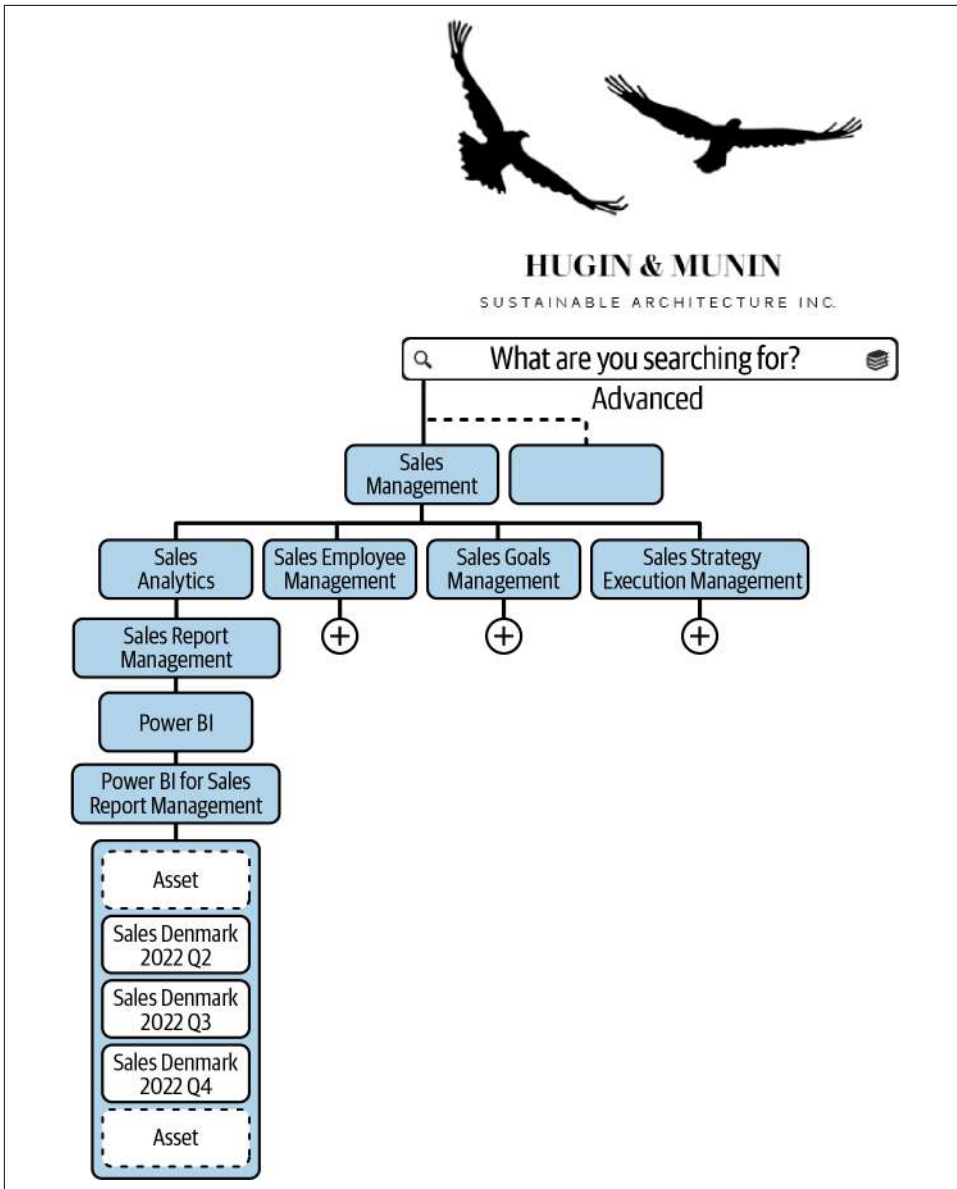 HUGIN & MUNIN
SUSTAINABLE ARCHITECTURE INC.
What are you searching for?
Advanced
Sales
Management
Sales
Analytics
Sales Employee
Management
Sales Goals
Management
Sales Strategy
Execution Management
Sales Report
Management
Power BI
Power BI for Sales
Report Management
Asset
Sales Denmark
2022 Q2
Sales Denmark
2022 Q3
Sales Denmark
2022 Q4
Asset